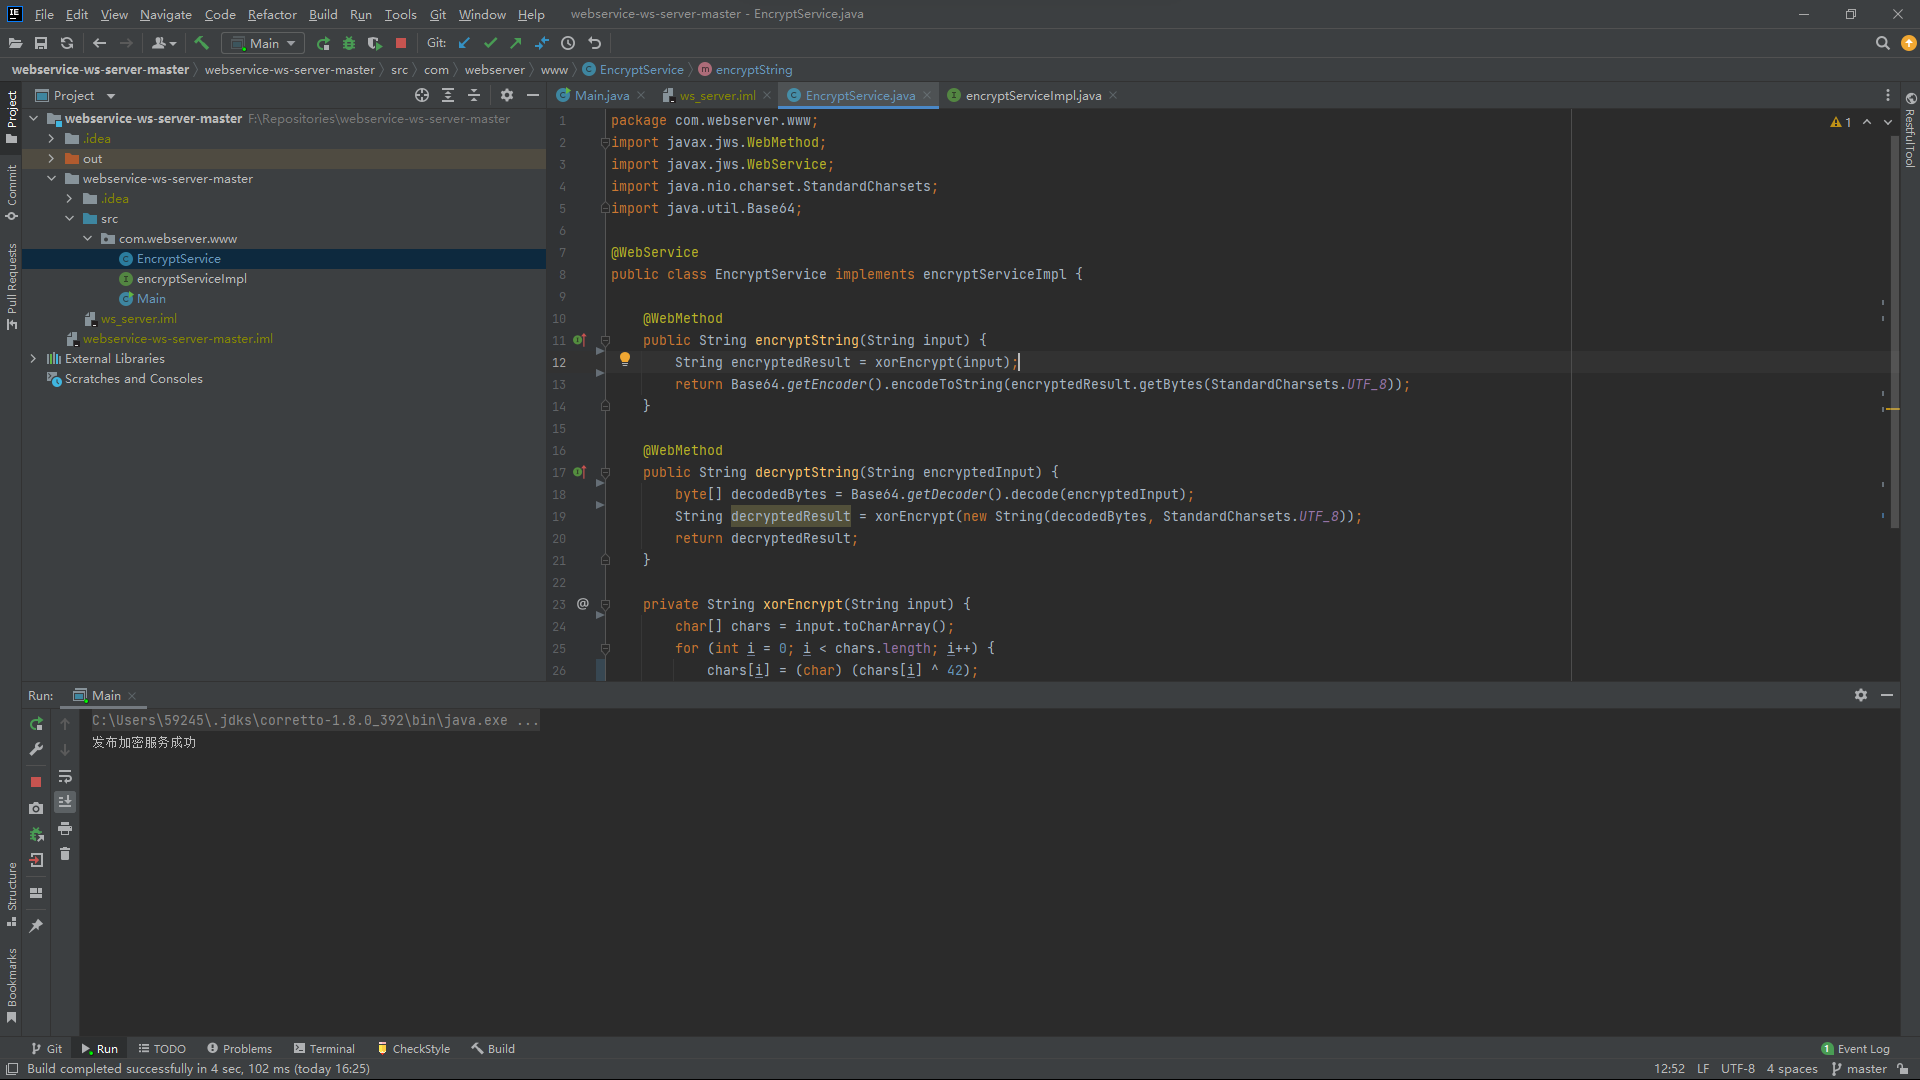 File Edit View Navigate Code Refactor Build Run Tools Git Window Help webservice-ws-server-master - EncryptService.java
Main Git:
webservice-ws-server-master src com webserver www EncryptService encryptString
Project
Main.java ws_server.iml EncryptService.java encryptServiceImpl.java
webservice-ws-server-master F:\Repositories\webservice-ws-server-master
.idea
out
webservice-ws-server-master
.idea
src
com.webserver.www
EncryptService
encryptServiceImpl
Main
ws_server.iml
webservice-ws-server-master.iml
External Libraries
Scratches and Consoles
1 package com.webserver.www;
2 import javax.jws.WebMethod;
3 import javax.jws.WebService;
4 import java.nio.charset.StandardCharsets;
5 import java.util.Base64;
6
7 @WebService
8 public class EncryptService implements encryptServiceImpl {
9
10 @WebMethod
11 public String encryptString(String input) {
12 String encryptedResult = xorEncrypt(input);
13 return Base64.getEncoder().encodeToString(encryptedResult.getBytes(StandardCharsets.UTF_8));
14 }
15
16 @WebMethod
17 public String decryptString(String encryptedInput) {
18 byte[] decodedBytes = Base64.getDecoder().decode(encryptedInput);
19 String decryptedResult = xorEncrypt(new String(decodedBytes, StandardCharsets.UTF_8));
20 return decryptedResult;
21 }
22
23 @ private String xorEncrypt(String input) {
24 char[] chars = input.toCharArray();
25 for (int i = 0; i < chars.length; i++) {
26 chars[i] = (char) (chars[i] ^ 42);
1
Project
Commit
Pull Requests
Structure
Bookmarks
RestfulTool
Run: Main
C:\Users\59245\.jdks\corretto-1.8.0_392\bin\java.exe ...
发布加密服务成功
Git Run TODO Problems Terminal CheckStyle Build 1 Event Log
Build completed successfully in 4 sec, 102 ms (today 16:25) 12:52 LF UTF-8 4 spaces master